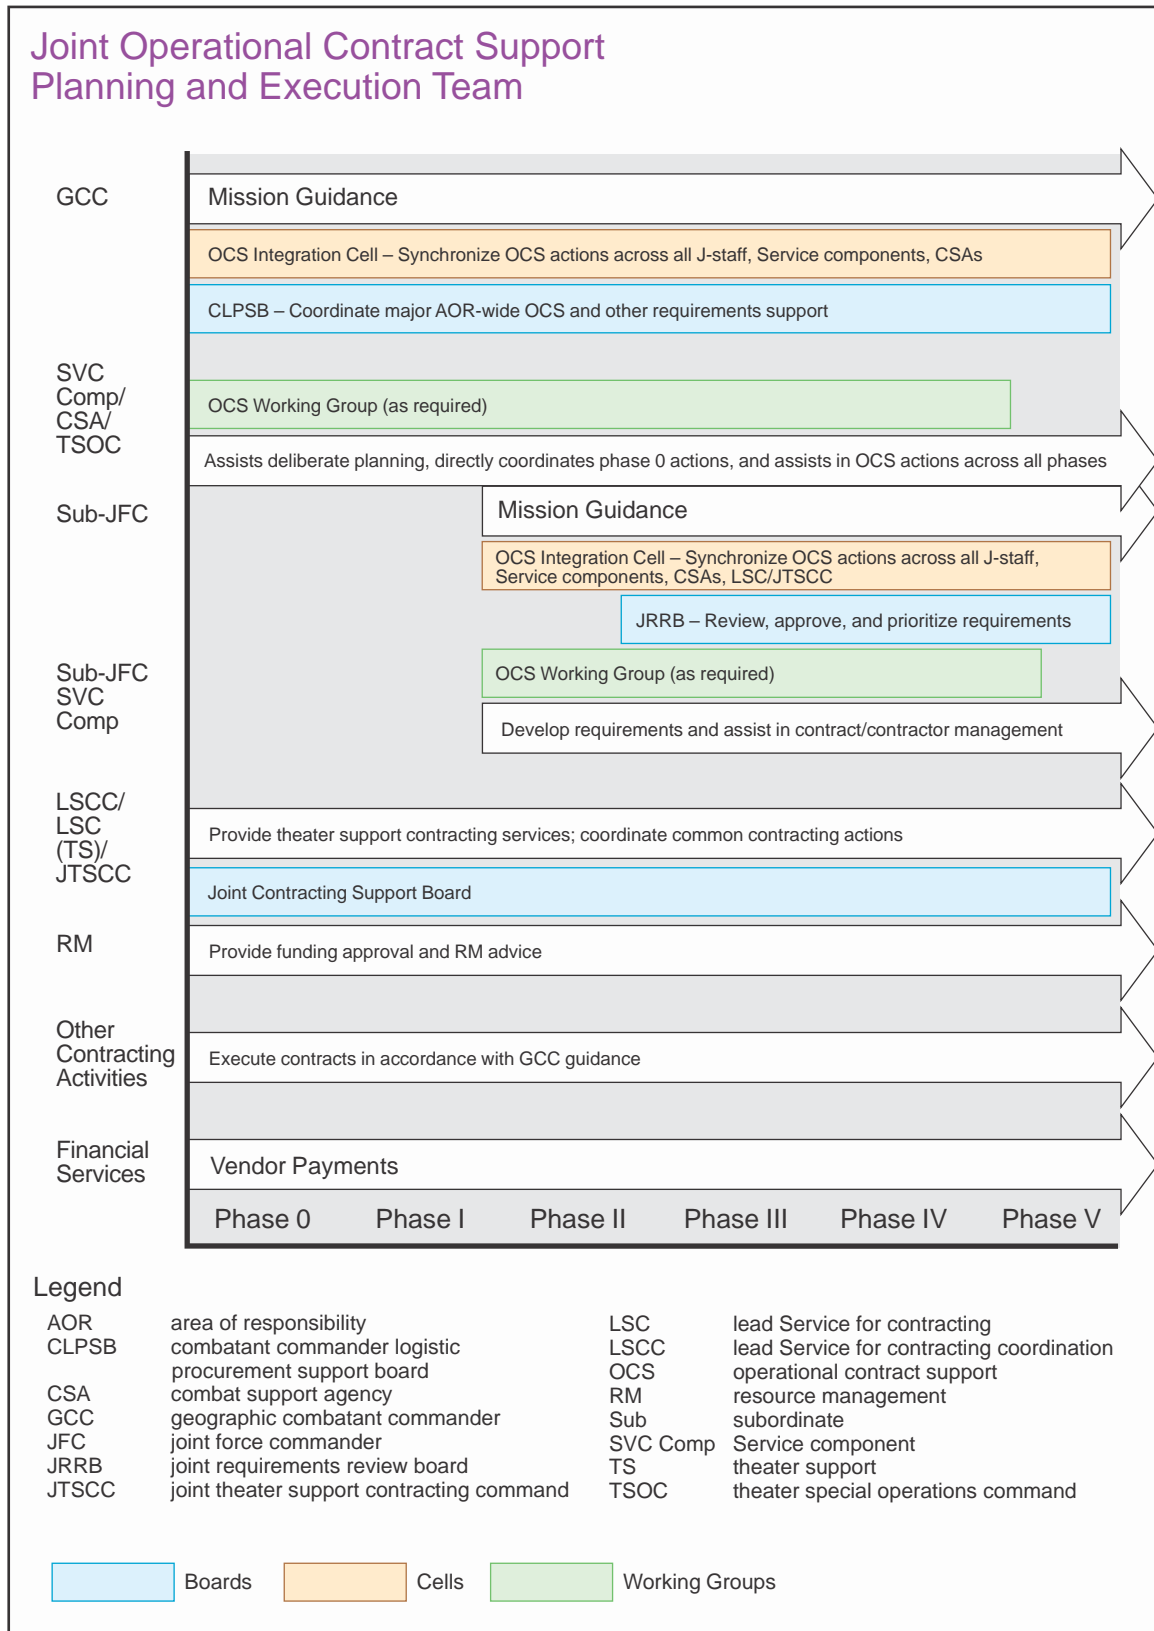 Joint Operational Contract Support
Planning and Execution Team
GCC
Mission Guidance
OCS Integration Cell – Synchronize OCS actions across all J-staff, Service components, CSAs
CLPSB – Coordinate major AOR-wide OCS and other requirements support
SVC
Comp/
CSA/
TSOC
OCS Working Group (as required)
Assists deliberate planning, directly coordinates phase 0 actions, and assists in OCS actions across all phases
Sub-JFC
Mission Guidance
OCS Integration Cell – Synchronize OCS actions across all J-staff,
Service components, CSAs, LSC/JTSCC
JRRB – Review, approve, and prioritize requirements
Sub-JFC
SVC
Comp
OCS Working Group (as required)
Develop requirements and assist in contract/contractor management
LSCC/
LSC
(TS)/
JTSCC
Provide theater support contracting services; coordinate common contracting actions
Joint Contracting Support Board
RM
Provide funding approval and RM advice
Other
Contracting
Activities
Execute contracts in accordance with GCC guidance
Financial
Services
Vendor Payments
Phase 0 Phase I Phase II Phase III Phase IV Phase V
Legend
AOR area of responsibility
CLPSB combatant commander logistic
procurement support board
CSA combat support agency
GCC geographic combatant commander
JFC joint force commander
JRRB joint requirements review board
JTSCC joint theater support contracting command
LSC lead Service for contracting
LSCC lead Service for contracting coordination
OCS operational contract support
RM resource management
Sub subordinate
SVC Comp Service component
TS theater support
TSOC theater special operations command
Boards Cells Working Groups